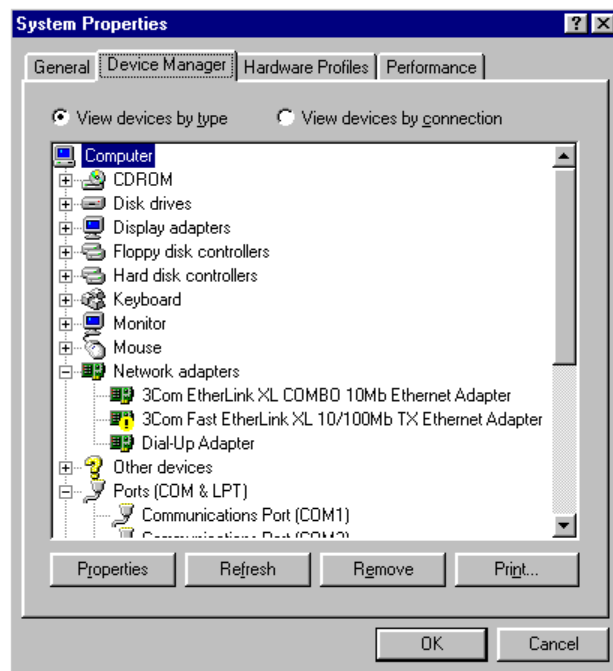 System Properties
General Device Manager Hardware Profiles Performance
View devices by type View devices by connection
Computer
CDROM
Disk drives
Display adapters
Floppy disk controllers
Hard disk controllers
Keyboard
Monitor
Mouse
Network adapters
3Com EtherLink XL COMBO 10Mb Ethernet Adapter
3Com Fast EtherLink XL 10/100Mb TX Ethernet Adapter
Dial-Up Adapter
Other devices
Ports (COM & LPT)
Communications Port (COM1)
Properties Refresh Remove Print...
OK Cancel